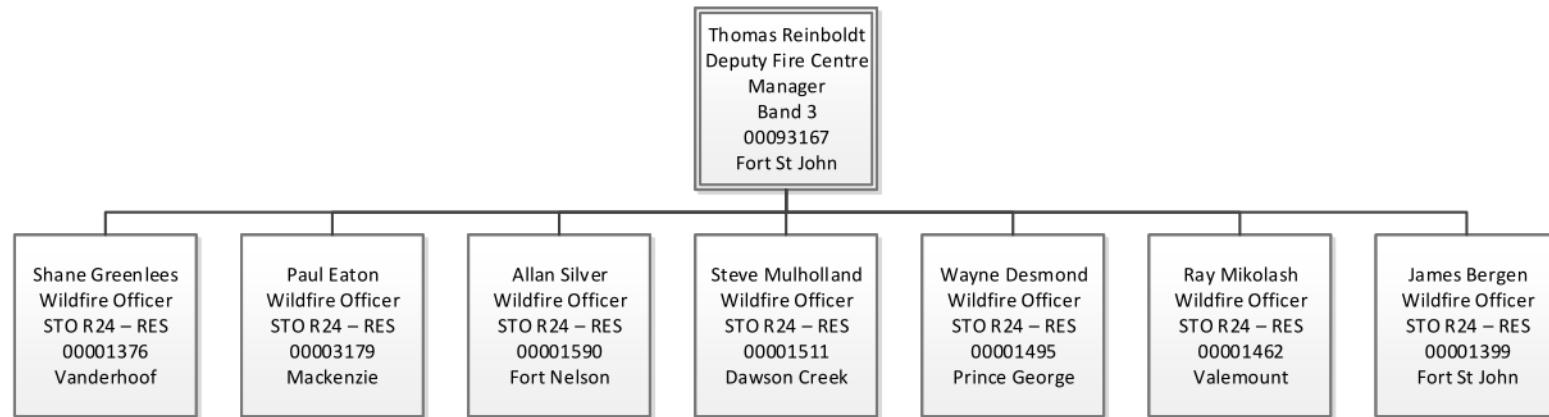 Thomas Reinboldt
Deputy Fire Centre
Manager
Band 3
00093167
Fort St John
Shane Greenlees
Wildfire Officer
STO R24 – RES
00001376
Vanderhoof
Paul Eaton
Wildfire Officer
STO R24 – RES
00003179
Mackenzie
Allan Silver
Wildfire Officer
STO R24 – RES
00001590
Fort Nelson
Steve Mulholland
Wildfire Officer
STO R24 – RES
00001511
Dawson Creek
Wayne Desmond
Wildfire Officer
STO R24 – RES
00001495
Prince George
Ray Mikolash
Wildfire Officer
STO R24 – RES
00001462
Valemount
James Bergen
Wildfire Officer
STO R24 – RES
00001399
Fort St John